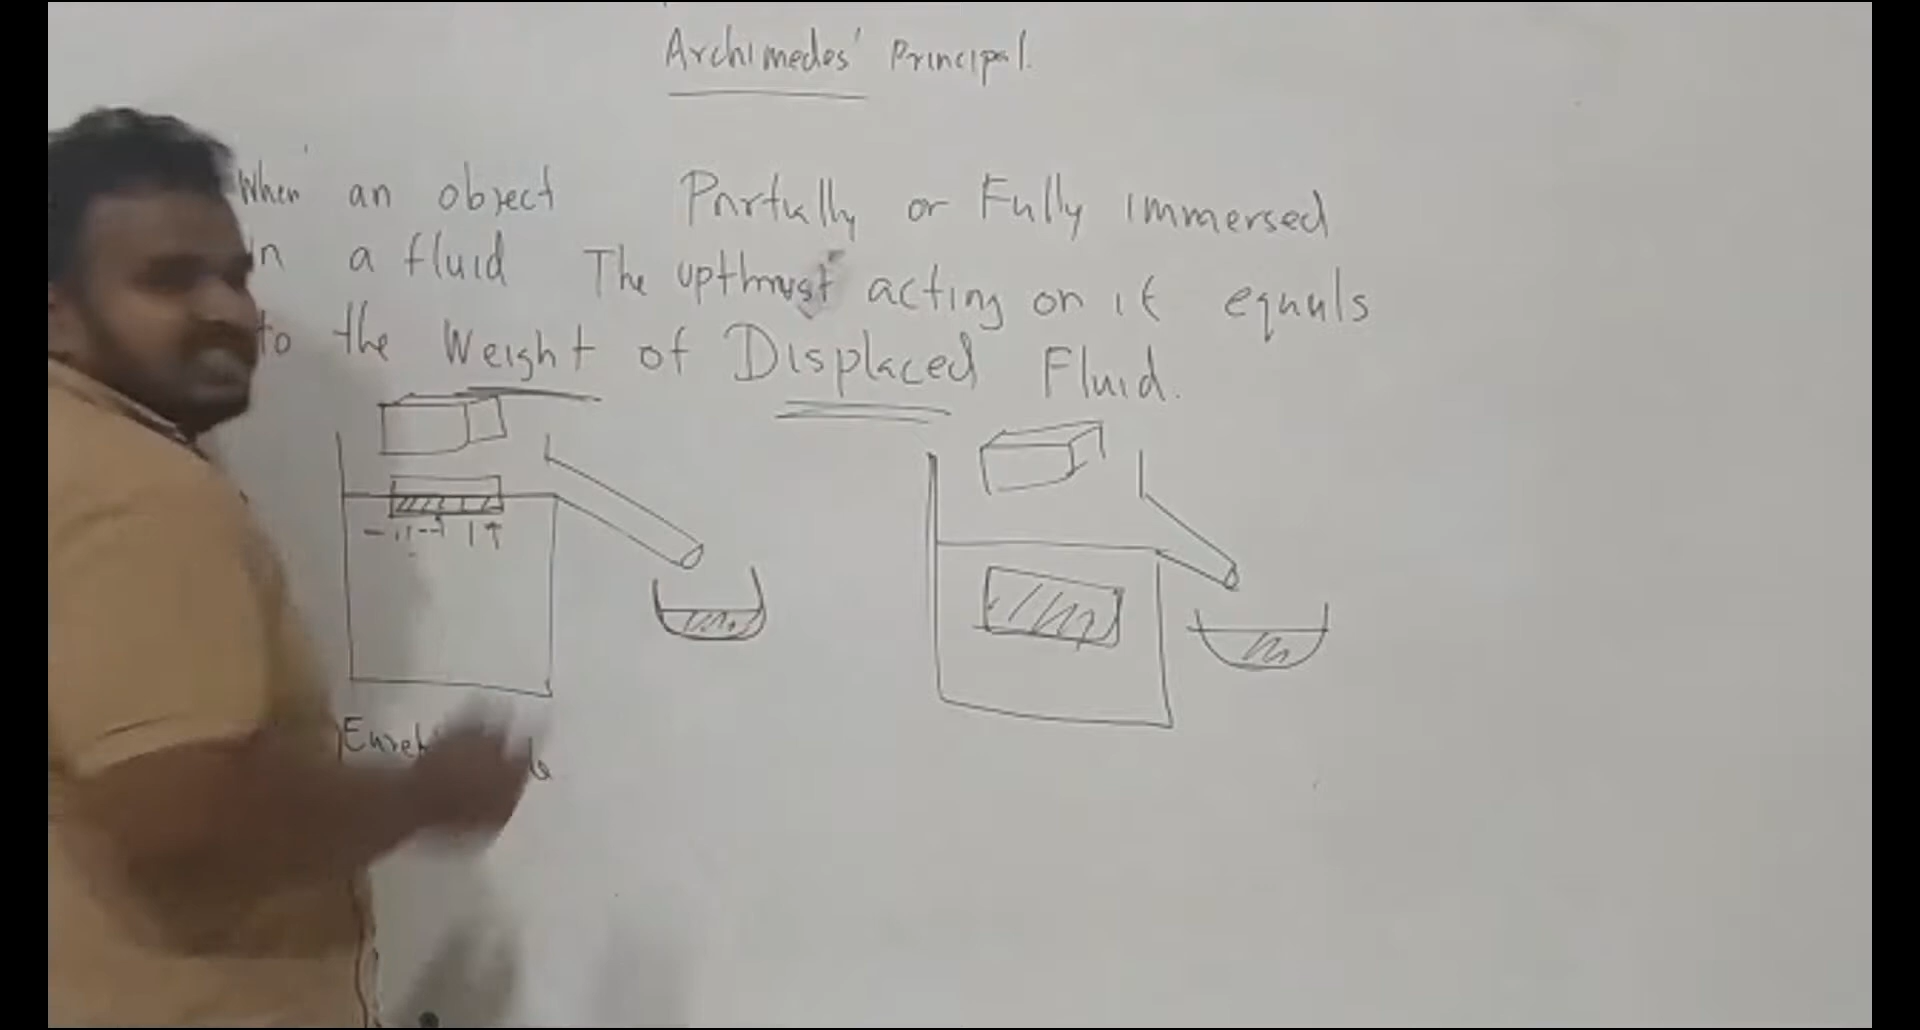 Archimedes' Principal.
When an object Partially or Fully immersed
in a fluid The upthrust acting on it equals
to the Weight of Displaced Fluid.